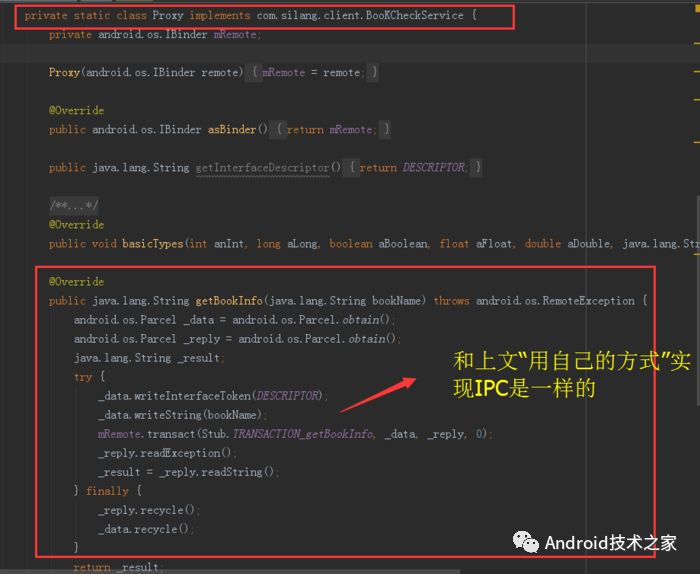 private static class Proxy implements com.silang.client.BooKCheckService {
private android.os.IBinder mRemote;
Proxy(android.os.IBinder remote) { mRemote = remote; }
@Override
public android.os.IBinder asBinder() { return mRemote; }
public java.lang.String getInterfaceDescriptor() { return DESCRIPTOR; }
/**...*/
@Override
public void basicTypes(int anInt, long aLong, boolean aBoolean, float aFloat, double aDouble, java.lang.Str
@Override
public java.lang.String getBookInfo(java.lang.String bookName) throws android.os.RemoteException {
android.os.Parcel _data = android.os.Parcel.obtain();
android.os.Parcel _reply = android.os.Parcel.obtain();
java.lang.String _result;
try {
_data.writeInterfaceToken(DESCRIPTOR);
_data.writeString(bookName);
mRemote.transact(Stub.TRANSACTION_getBookInfo, _data, _reply, 0);
_reply.readException();
_result = _reply.readString();
} finally {
_reply.recycle();
_data.recycle();
}
return _result;
和上文“用自己的方式”实
现IPC是一样的
Android技术之家